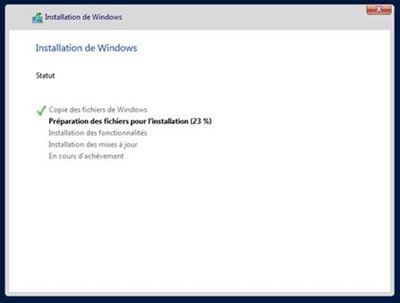 Installation de Windows
Installation de Windows
Statut
Copie des fichiers de Windows
Préparation des fichiers pour l'installation (23 %)
Installation des fonctionnalités
Installation des mises à jour
En cours d'achèvement